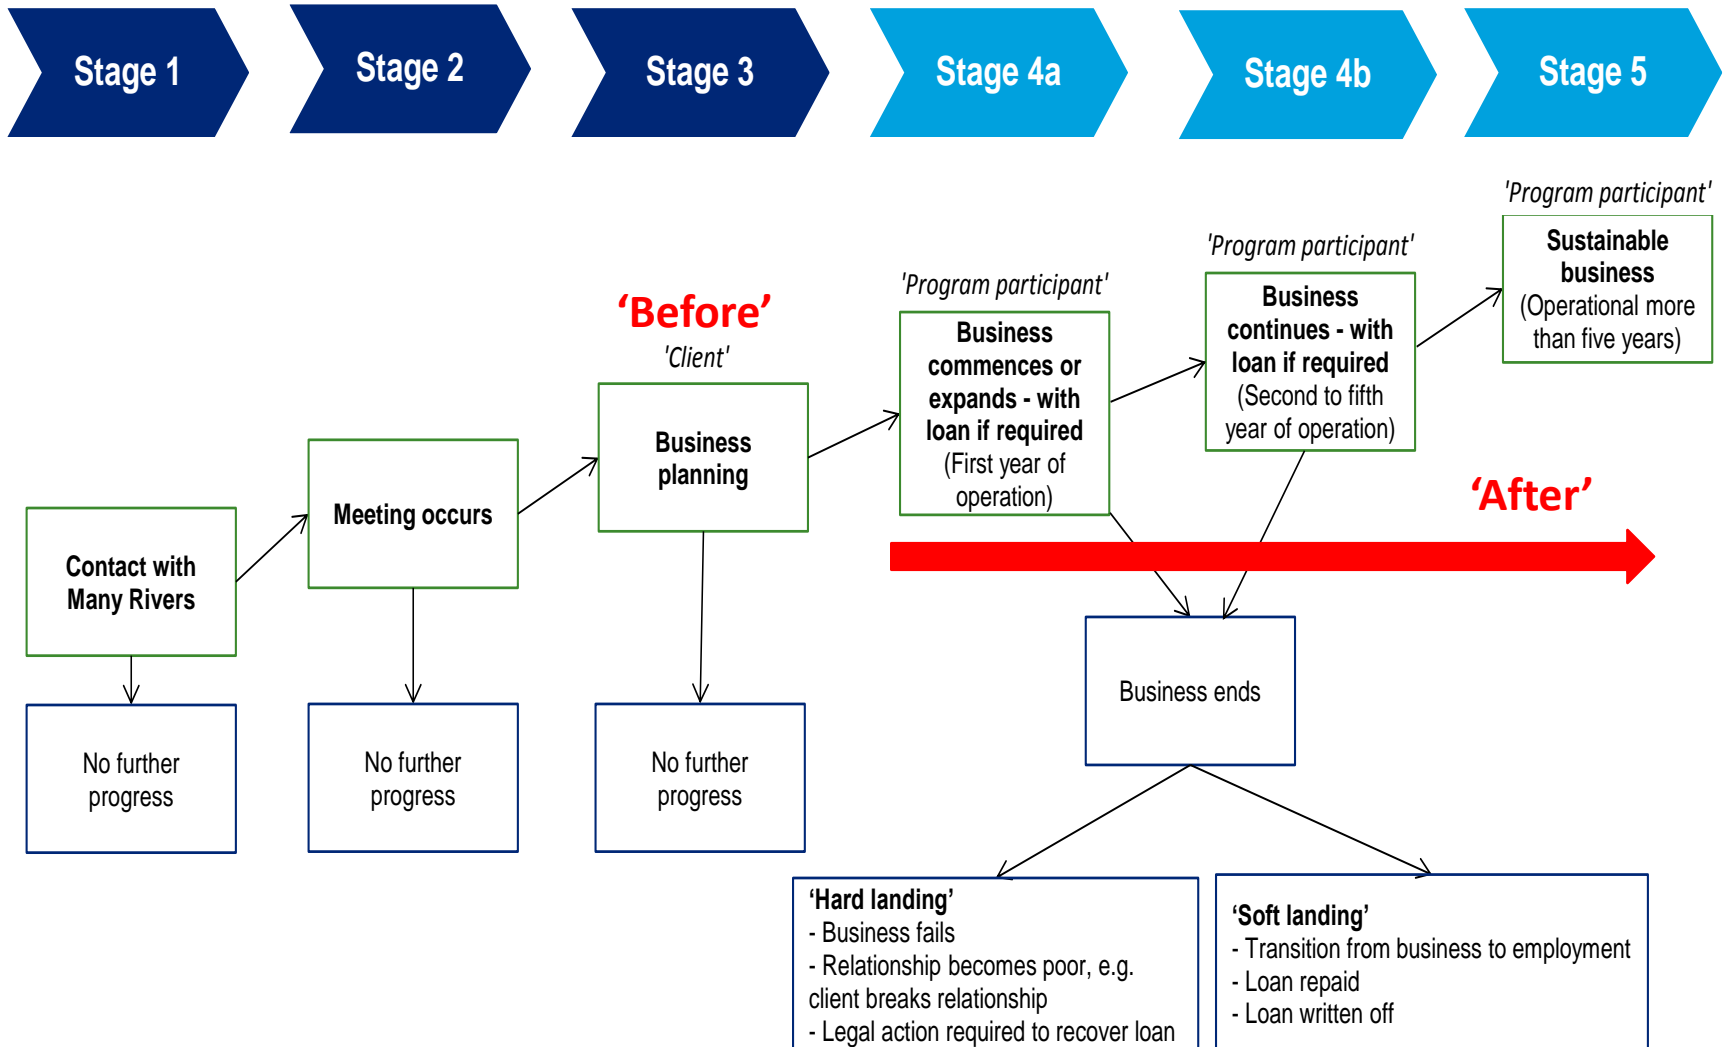 Stage 1
Stage 2
Stage 3
Stage 4a
Stage 4b
Stage 5
'Program participant'
Sustainable
business
(Operational more
than five years)
'Program participant'
Business
continues - with
loan if required
(Second to fifth
year of operation)
'Program participant'
Business
commences or
expands - with
loan if required
(First year of
operation)
‘Before’
'Client'
Business
planning
Meeting occurs
Contact with
Many Rivers
‘After’
No further
progress
No further
progress
No further
progress
Business ends
‘Hard landing’
- Business fails
- Relationship becomes poor, e.g.
client breaks relationship
- Legal action required to recover loan
‘Soft landing’
- Transition from business to employment
- Loan repaid
- Loan written off